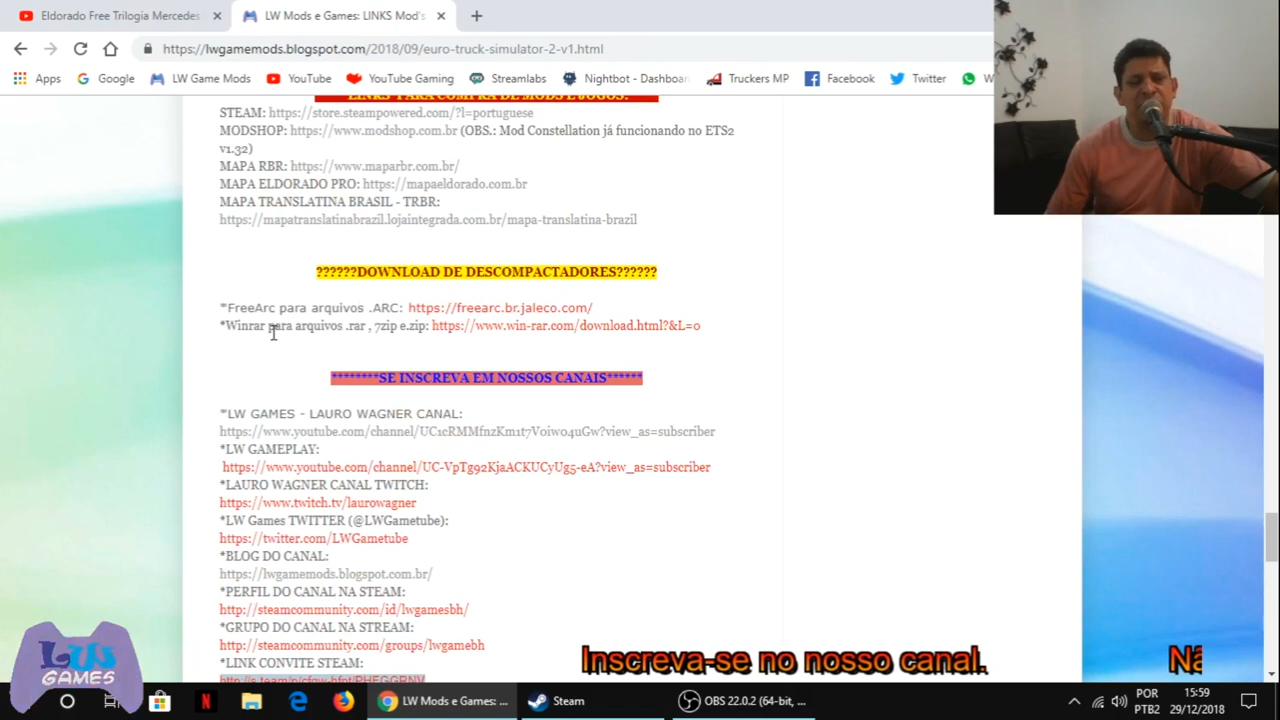 Eldorado Free Trilogia Mercedes
LW Mods e Games: LINKS Mod's
https://lwgamemods.blogspot.com/2018/09/euro-truck-simulator-2-v1.html
Apps Google LW Game Mods YouTube YouTube Gaming Streamlabs Nightbot - Dashboar Truckers MP Facebook Twitter W
LINKS PARA COMPRA DE MODS E JOGOS:
STEAM: https://store.steampowered.com/?l=portuguese
MODSHOP: https://www.modshop.com.br (OBS.: Mod Constellation já funcionando no ETS2
v1.32)
MAPA RBR: https://www.maparbr.com.br/
MAPA ELDORADO PRO: https://mapaeldorado.com.br
MAPA TRANSLATINA BRASIL - TRBR:
https://mapatranslatinabrazil.lojaintegrada.com.br/mapa-translatina-brazil
??????DOWNLOAD DE DESCOMPACTADORES??????
*FreeArc para arquivos .ARC: https://freearc.br.jaleco.com/
*Winrar para arquivos .rar , 7zip e.zip: https://www.win-rar.com/download.html?&L=0
********SE INSCREVA EM NOSSOS CANAIS******
*LW GAMES - LAURO WAGNER CANAL:
https://www.youtube.com/channel/UC1cRMMfnzKm1t7Voiwo4uGw?view_as=subscriber
*LW GAMEPLAY:
https://www.youtube.com/channel/UC-VpTg92KjaACKUCyUg5-eA?view_as=subscriber
*LAURO WAGNER CANAL TWITCH:
https://www.twitch.tv/laurowagner
*LW Games TWITTER (@LWGametube):
https://twitter.com/LWGametube
*BLOG DO CANAL:
https://lwgamemods.blogspot.com.br/
*PERFIL DO CANAL NA STEAM:
http://steamcommunity.com/id/lwgamesbh/
*GRUPO DO CANAL NA STREAM:
http://steamcommunity.com/groups/lwgamebh
*LINK CONVITE STEAM:
Inscreva-se no nosso canal. Nã
LW
GAMES
LW Mods e Games: ...
Steam
OBS 22.0.2 (64-bit, ...
POR
PTB2
15:59
29/12/2018